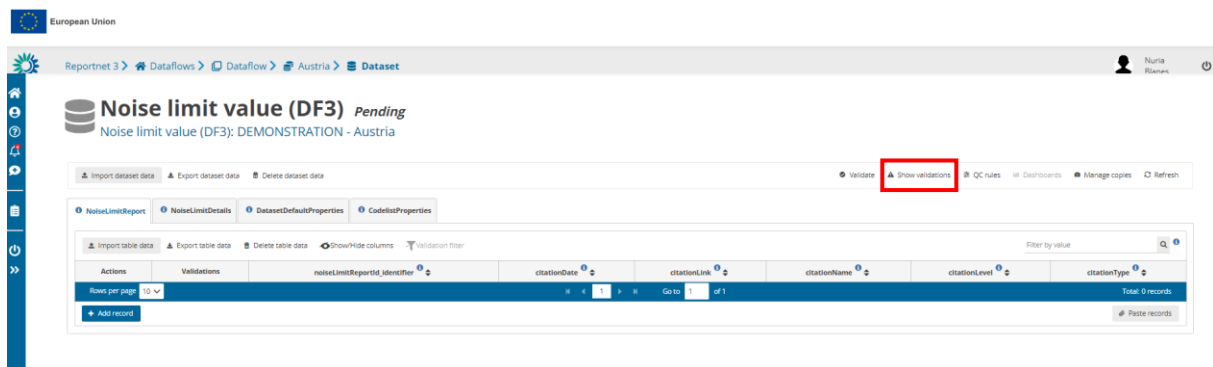 European Union
Reportnet 3 > Dataflows > Dataflow > Austria > Dataset
Nuria
Blanes
Noise limit value (DF3) Pending
Noise limit value (DF3): DEMONSTRATION - Austria
Import dataset data Export dataset data Delete dataset data Validate Show validations QC rules Dashboards Manage copies Refresh
NoiseLimitReport NoiseLimitDetails DatasetDefaultProperties CodelistProperties
Import table data Export table data Delete table data Show/Hide columns Validation filter Filter by value
Actions Validations noiseLimitReportId_identifier citationDate citationLink citationName citationLevel citationType
Rows per page 10 1 Go to 1 of 1 Total: 0 records
+ Add record Paste records